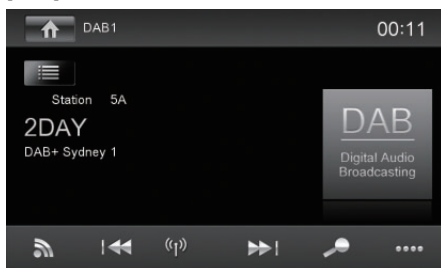 DAB1 00:11
Station 5A
2DAY
DAB+ Sydney 1
DAB
Digital Audio
Broadcasting